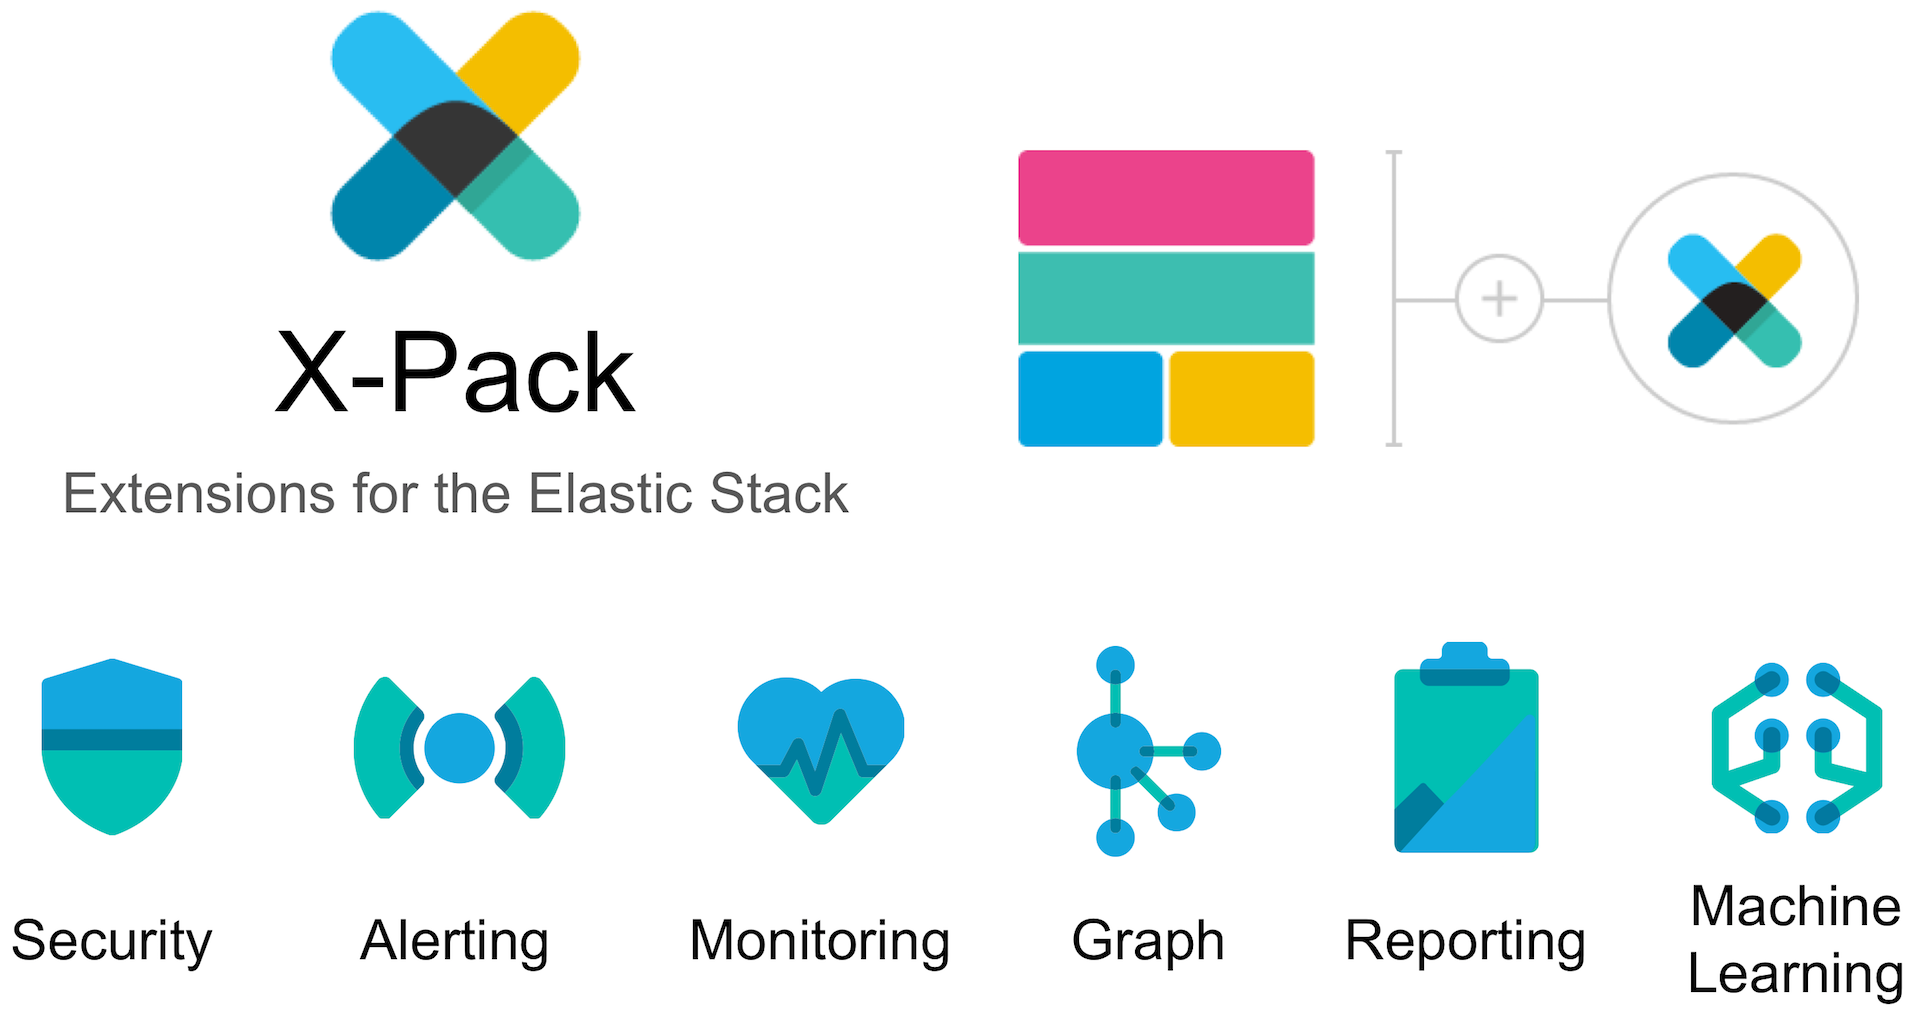 X-Pack
Extensions for the Elastic Stack
Security
Alerting
Monitoring
Graph
Reporting
Machine
Learning